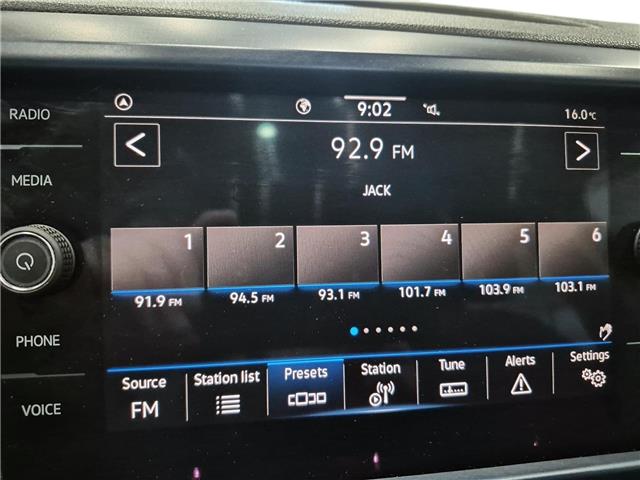 RADIO
MEDIA
PHONE
VOICE
9:02
16.0°C
<
92.9 FM
>
JACK
1 2 3 4 5 6
91.9 FM 94.5 FM 93.1 FM 101.7 FM 103.9 FM 103.1 FM
Source Station list Presets Station Tune Alerts Settings
FM